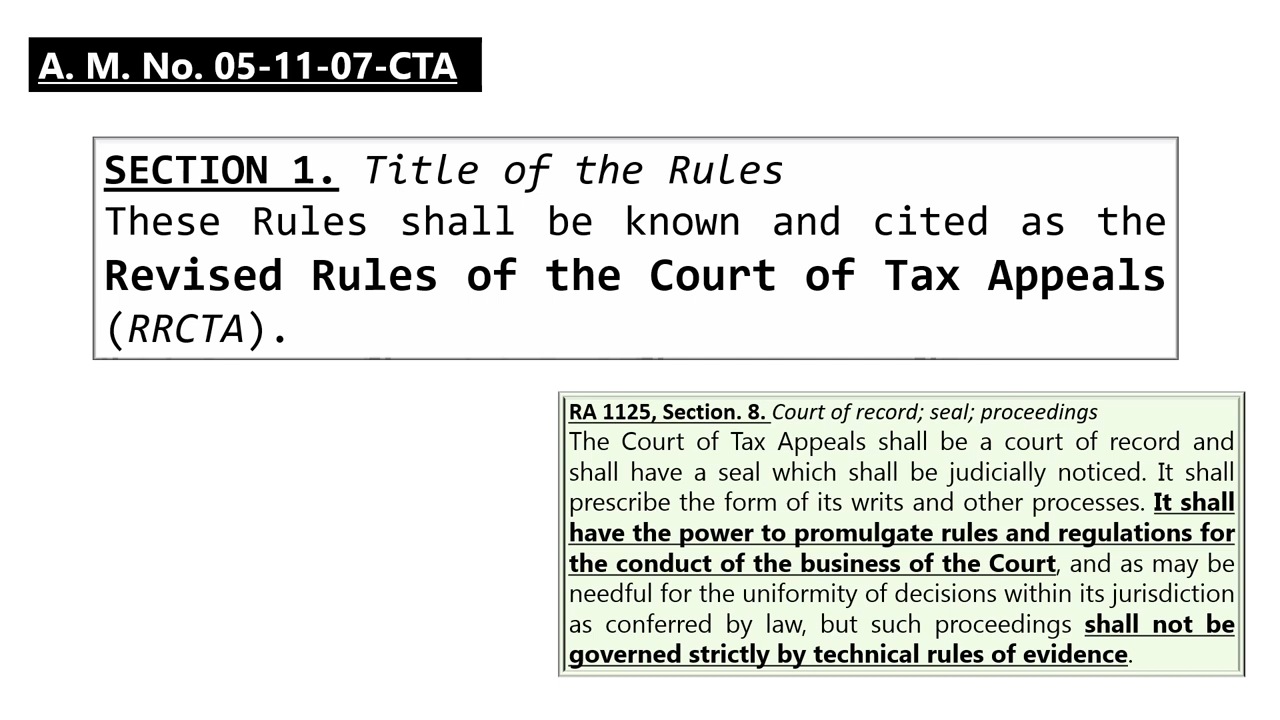 A. M. No. 05-11-07-CTA
SECTION 1. Title of the Rules
These Rules shall be known and cited as the
Revised Rules of the Court of Tax Appeals
(RRCTA).
RA 1125, Section. 8. Court of record; seal; proceedings
The Court of Tax Appeals shall be a court of record and
shall have a seal which shall be judicially noticed. It shall
prescribe the form of its writs and other processes. It shall
have the power to promulgate rules and regulations for
the conduct of the business of the Court, and as may be
needful for the uniformity of decisions within its jurisdiction
as conferred by law, but such proceedings shall not be
governed strictly by technical rules of evidence.